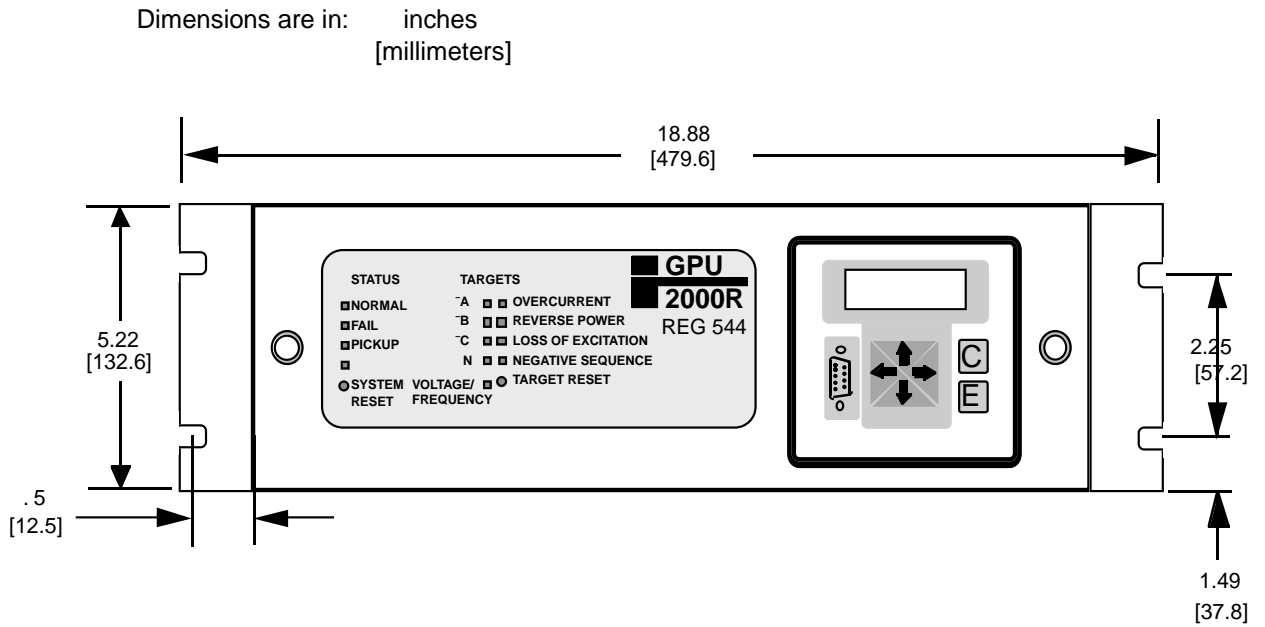 Dimensions are in: inches
[millimeters]
18.88
[479.6]
5.22
[132.6]
STATUS TARGETS
NORMAL
FAIL
PICKUP
SYSTEM
RESET
¯A OVERCURRENT
¯B REVERSE POWER
¯C LOSS OF EXCITATION
N NEGATIVE SEQUENCE
VOLTAGE/
FREQUENCY
TARGET RESET
GPU
2000R
REG 544
C
E
2.25
[57.2]
. 5
[12.5]
1.49
[37.8]